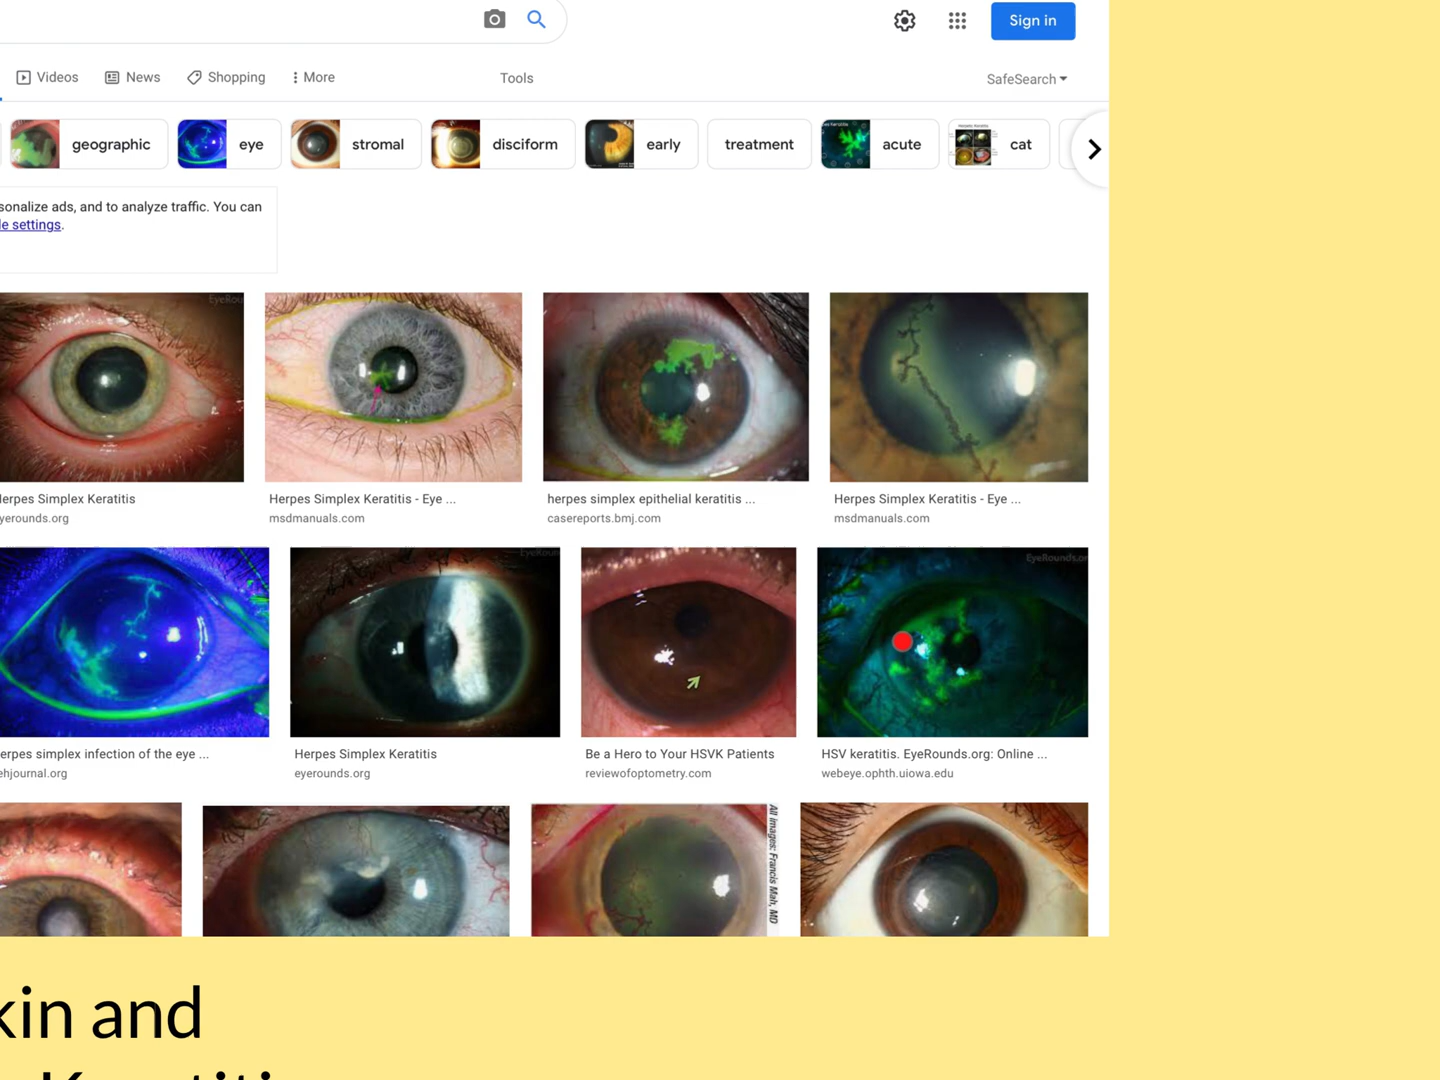 Sign in
Videos
News
Shopping
More
Tools
SafeSearch
geographic
eye
stromal
disciform
early
treatment
acute
cat
sonalize ads, and to analyze traffic. You can
le settings.
EyeRou
Herpes Simplex Keratitis
yerounds.org
Herpes Simplex Keratitis - Eye ...
msdmanuals.com
herpes simplex epithelial keratitis ...
casereports.bmj.com
Herpes Simplex Keratitis - Eye ...
msdmanuals.com
EyeRounds.or
erpes simplex infection of the eye ...
ehjournal.org
Herpes Simplex Keratitis
eyerounds.org
Be a Hero to Your HSVK Patients
reviewofoptometry.com
HSV keratitis. EyeRounds.org: Online ...
webeye.ophth.uiowa.edu
All images: Francis Mah, MD
kin and
Keratiti